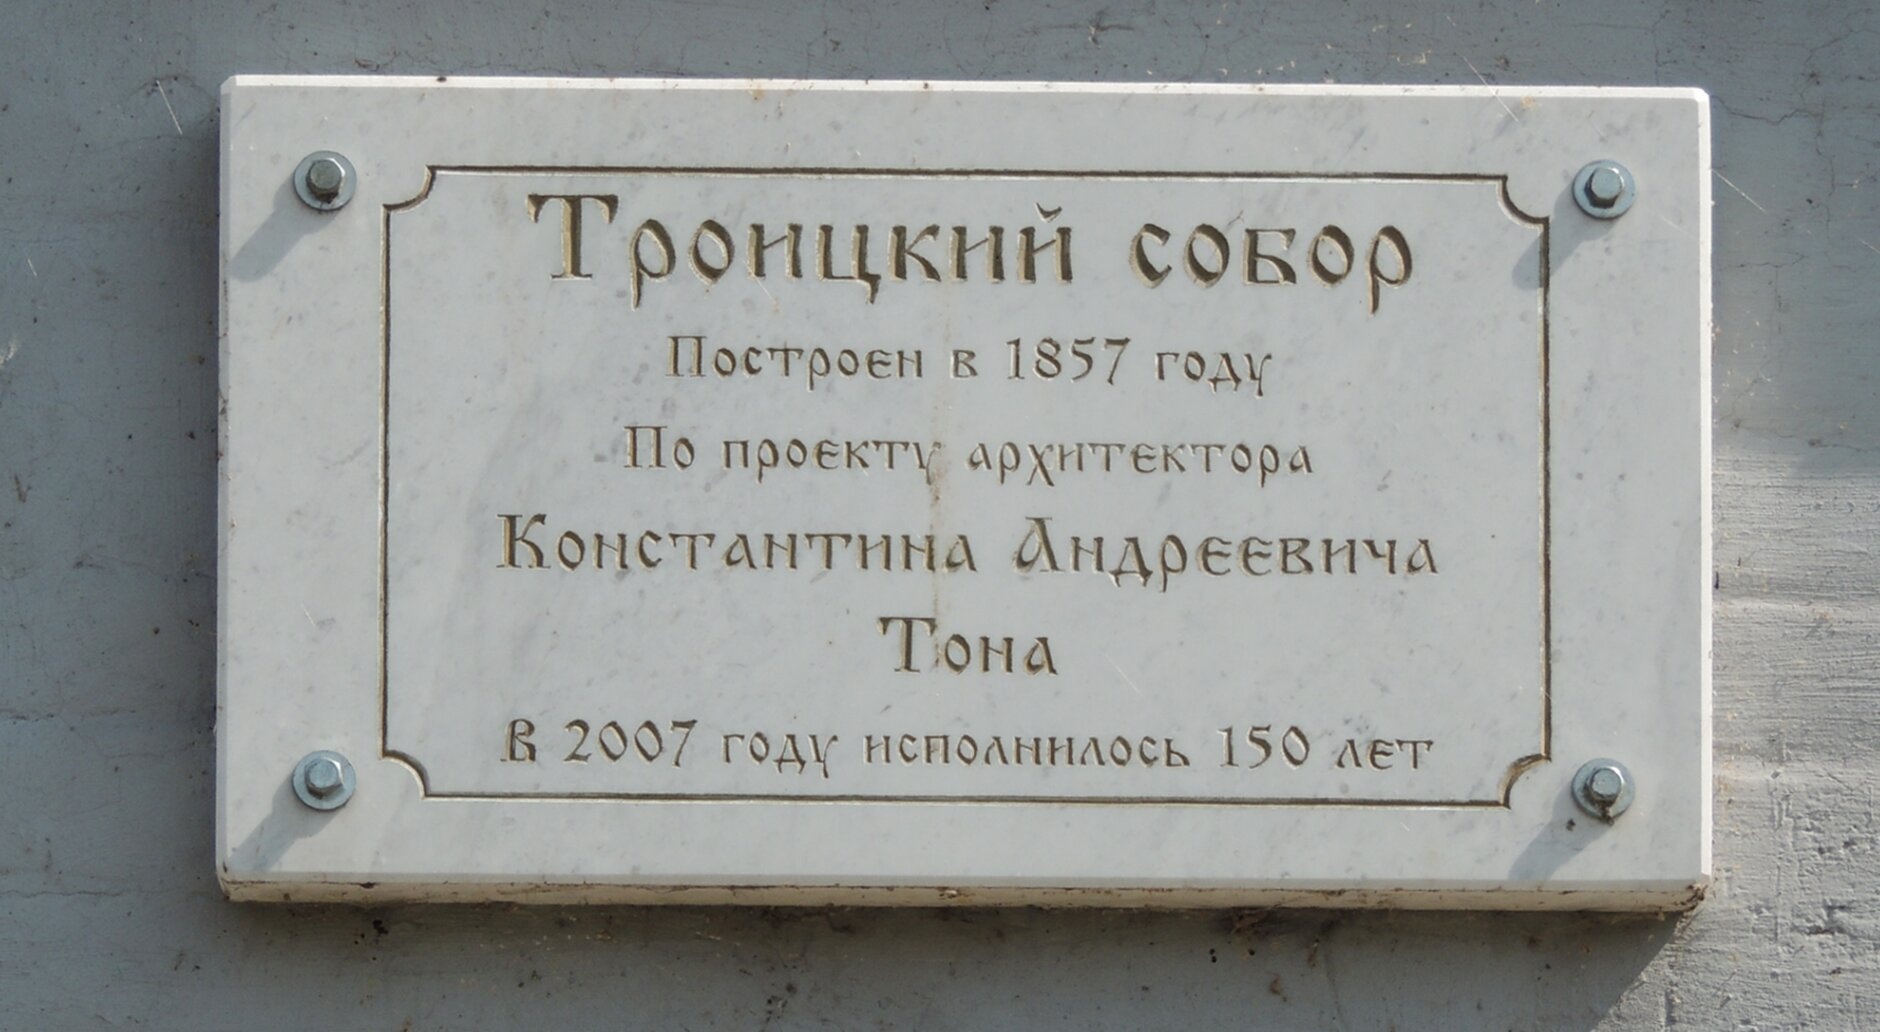 Троицкий собор
Построен в 1857 году
По проекту архитектора
Константина Андреевича
Тона
В 2007 году исполнилось 150 лет